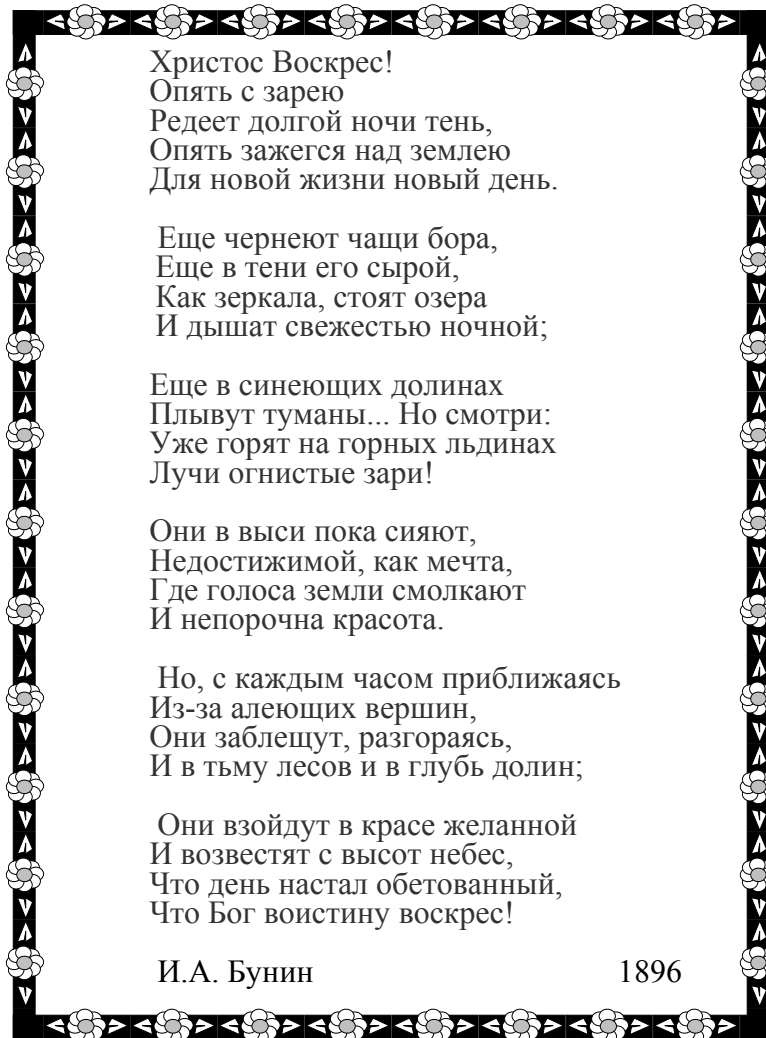 Христос Воскрес!
Опять с зарею
Редеет долгой ночи тень,
Опять зажегся над землею
Для новой жизни новый день.
Еще чернеют чащи бора,
Еще в тени его сырой,
Как зеркала, стоят озера
И дышат свежестью ночной;
Еще в синеющих долинах
Плывут туманы... Но смотри:
Уже горят на горных льдинах
Лучи огнистые зари!
Они в выси пока сияют,
Недостижимой, как мечта,
Где голоса земли смолкают
И непорочна красота.
Но, с каждым часом приближаясь
Из-за алеющих вершин,
Они заблещут, разгораясь,
И в тьму лесов и в глубь долин;
Они взойдут в красе желанной
И возвестят с высот небес,
Что день настал обетованный,
Что Бог воистину воскрес!
И.А. Бунин 1896